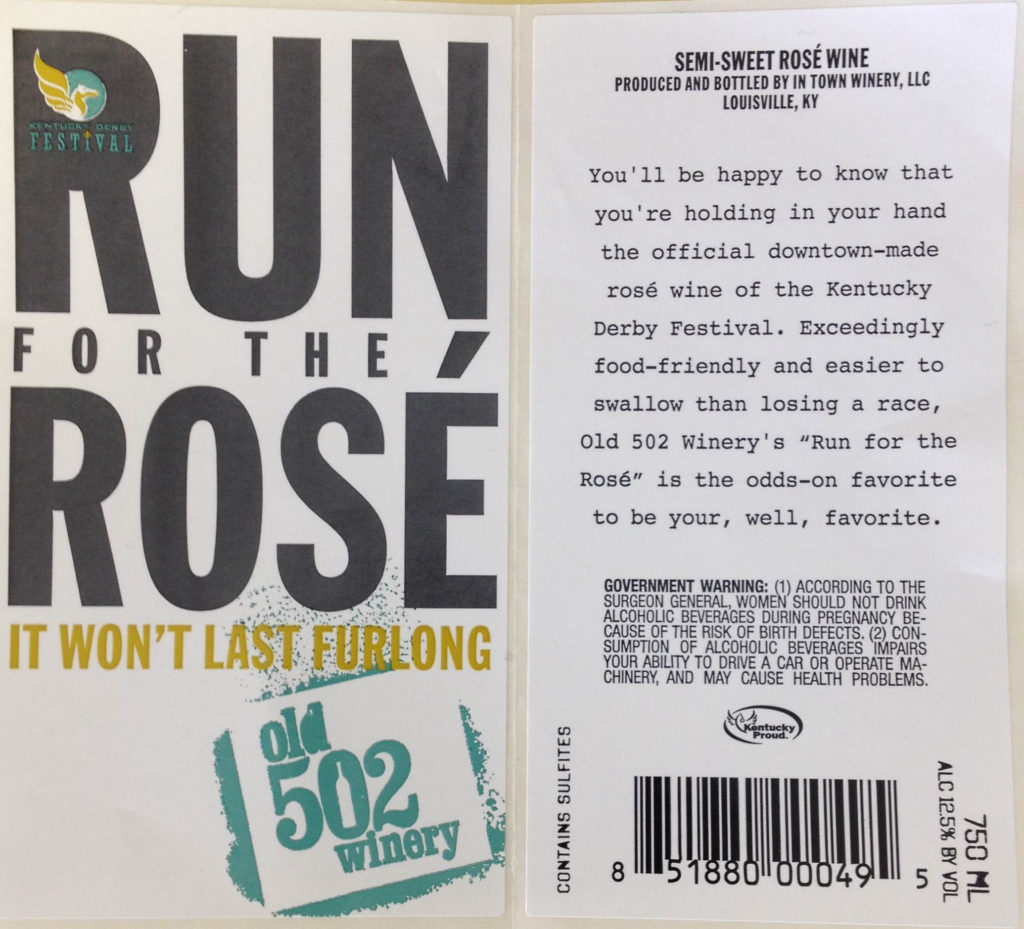 RUN
KENTUCKY DERBY
FESTIVAL
FOR THE
ROSÉ
IT WON'T LAST FURLONG
old
502
winery
SEMI-SWEET ROSÉ WINE
PRODUCED AND BOTTLED BY IN TOWN WINERY, LLC
LOUISVILLE, KY
You'll be happy to know that
you're holding in your hand
the official downtown-made
rosé wine of the Kentucky
Derby Festival. Exceedingly
food-friendly and easier to
swallow than losing a race,
Old 502 Winery's “Run for the
Rosé” is the odds-on favorite
to be your, well, favorite.
GOVERNMENT WARNING: (1) ACCORDING TO THE
SURGEON GENERAL, WOMEN SHOULD NOT DRINK
ALCOHOLIC BEVERAGES DURING PREGNANCY BE-
CAUSE OF THE RISK OF BIRTH DEFECTS. (2) CON-
SUMPTION OF ALCOHOLIC BEVERAGES IMPAIRS
YOUR ABILITY TO DRIVE A CAR OR OPERATE MA-
CHINERY, AND MAY CAUSE HEALTH PROBLEMS.
Kentucky
Proud.
CONTAINS SULFITES
8 51880 00049 5
ALC 12.5% BY VOL
750 ML